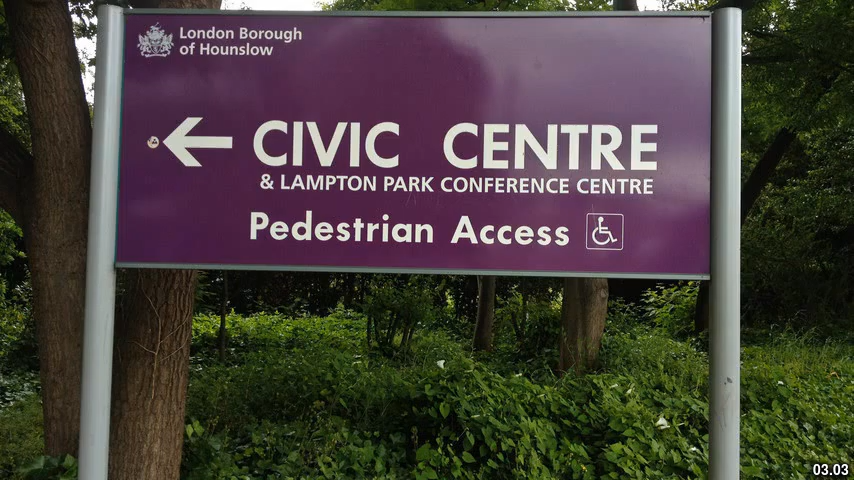 London Borough
of Hounslow
CIVIC CENTRE
& LAMPTON PARK CONFERENCE CENTRE
Pedestrian Access
03.03